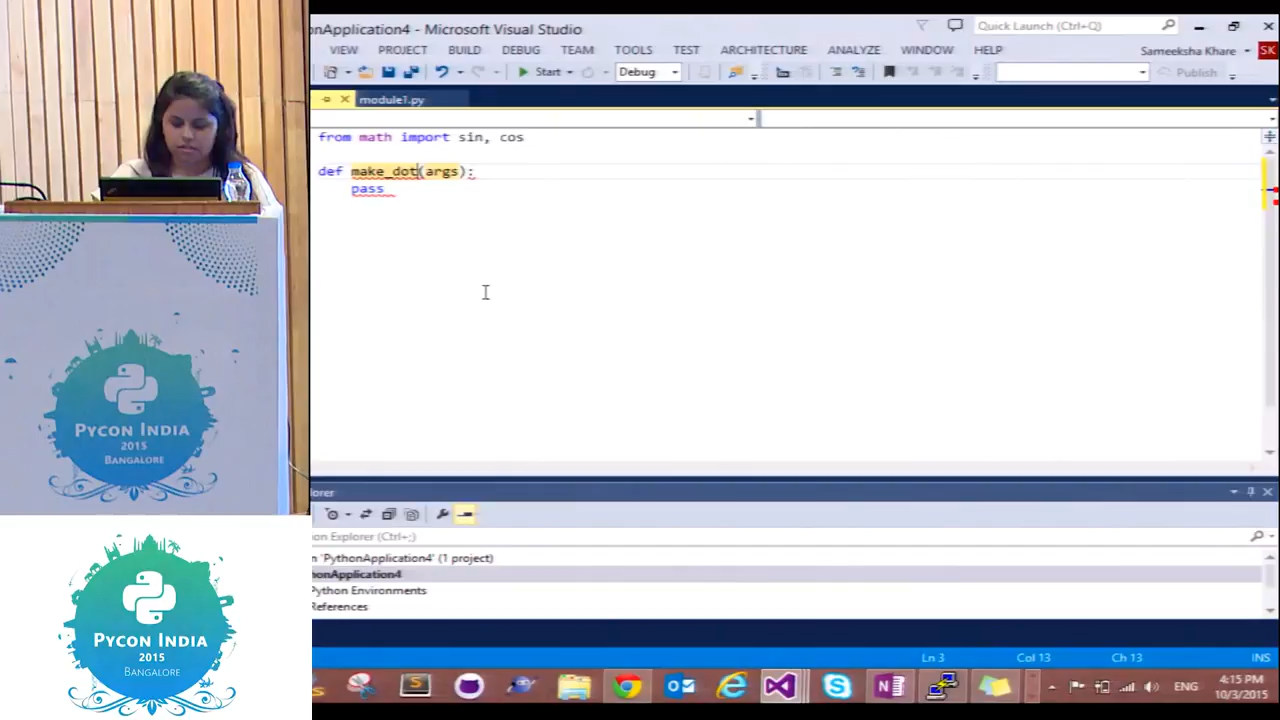 onApplication4 - Microsoft Visual Studio
Quick Launch (Ctrl+Q)
VIEW PROJECT BUILD DEBUG TEAM TOOLS TEST ARCHITECTURE ANALYZE WINDOW HELP
Sameeksha Khare SK
Start Debug Publish
module1.py
from math import sin, cos
def make_dot(args):
pass
lorer
ion Explorer (Ctrl+;)
n 'PythonApplication4' (1 project)
honApplication4
Python Environments
References
Ln 3 Col 13 Ch 13 INS
ENG
4:15 PM
10/3/2015
PYCON INDIA
2015
BANGALORE
PYCON INDIA
2015
BANGALORE